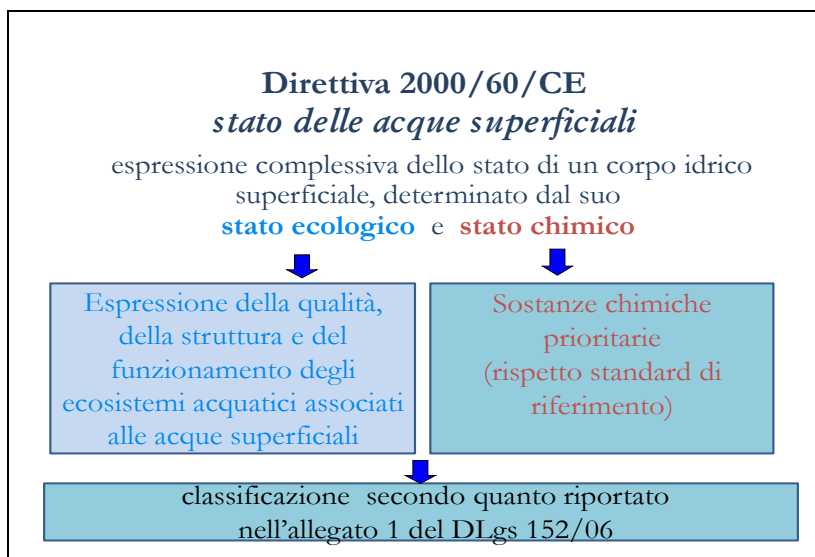 Direttiva 2000/60/CE
stato delle acque superficiali
espressione complessiva dello stato di un corpo idrico
superficiale, determinato dal suo
stato ecologico e stato chimico
Espressione della qualità,
della struttura e del
funzionamento degli
ecosistemi acquatici associati
alle acque superficiali
Sostanze chimiche
prioritarie
(rispetto standard di
riferimento)
classificazione secondo quanto riportato
nell'allegato 1 del DLgs 152/06